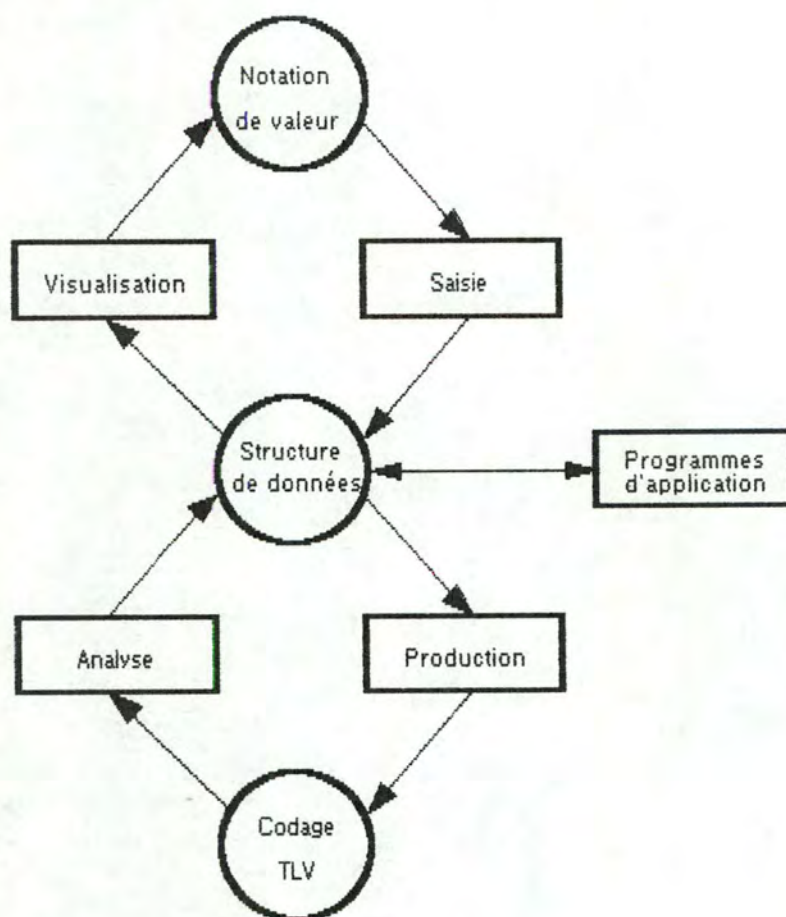 Notation
de valeur
Visualisation
Saisie
Structure
de données
Programmes
d'application
Analyse
Production
Codage
TLV